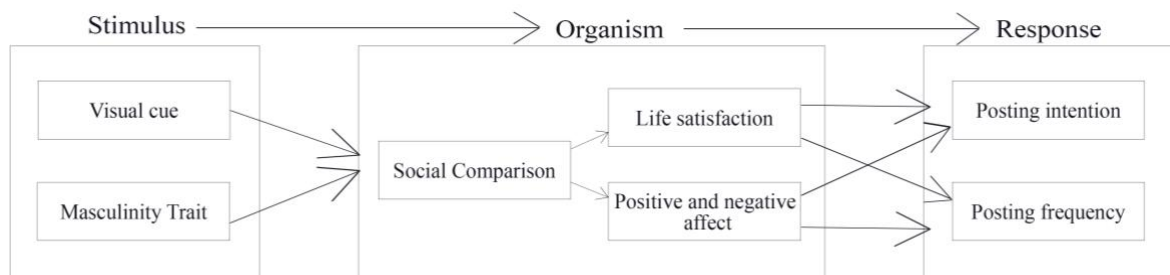 Stimulus
Organism
Response
Visual cue
Masculinity Trait
Social Comparison
Life satisfaction
Positive and negative
affect
Posting intention
Posting frequency